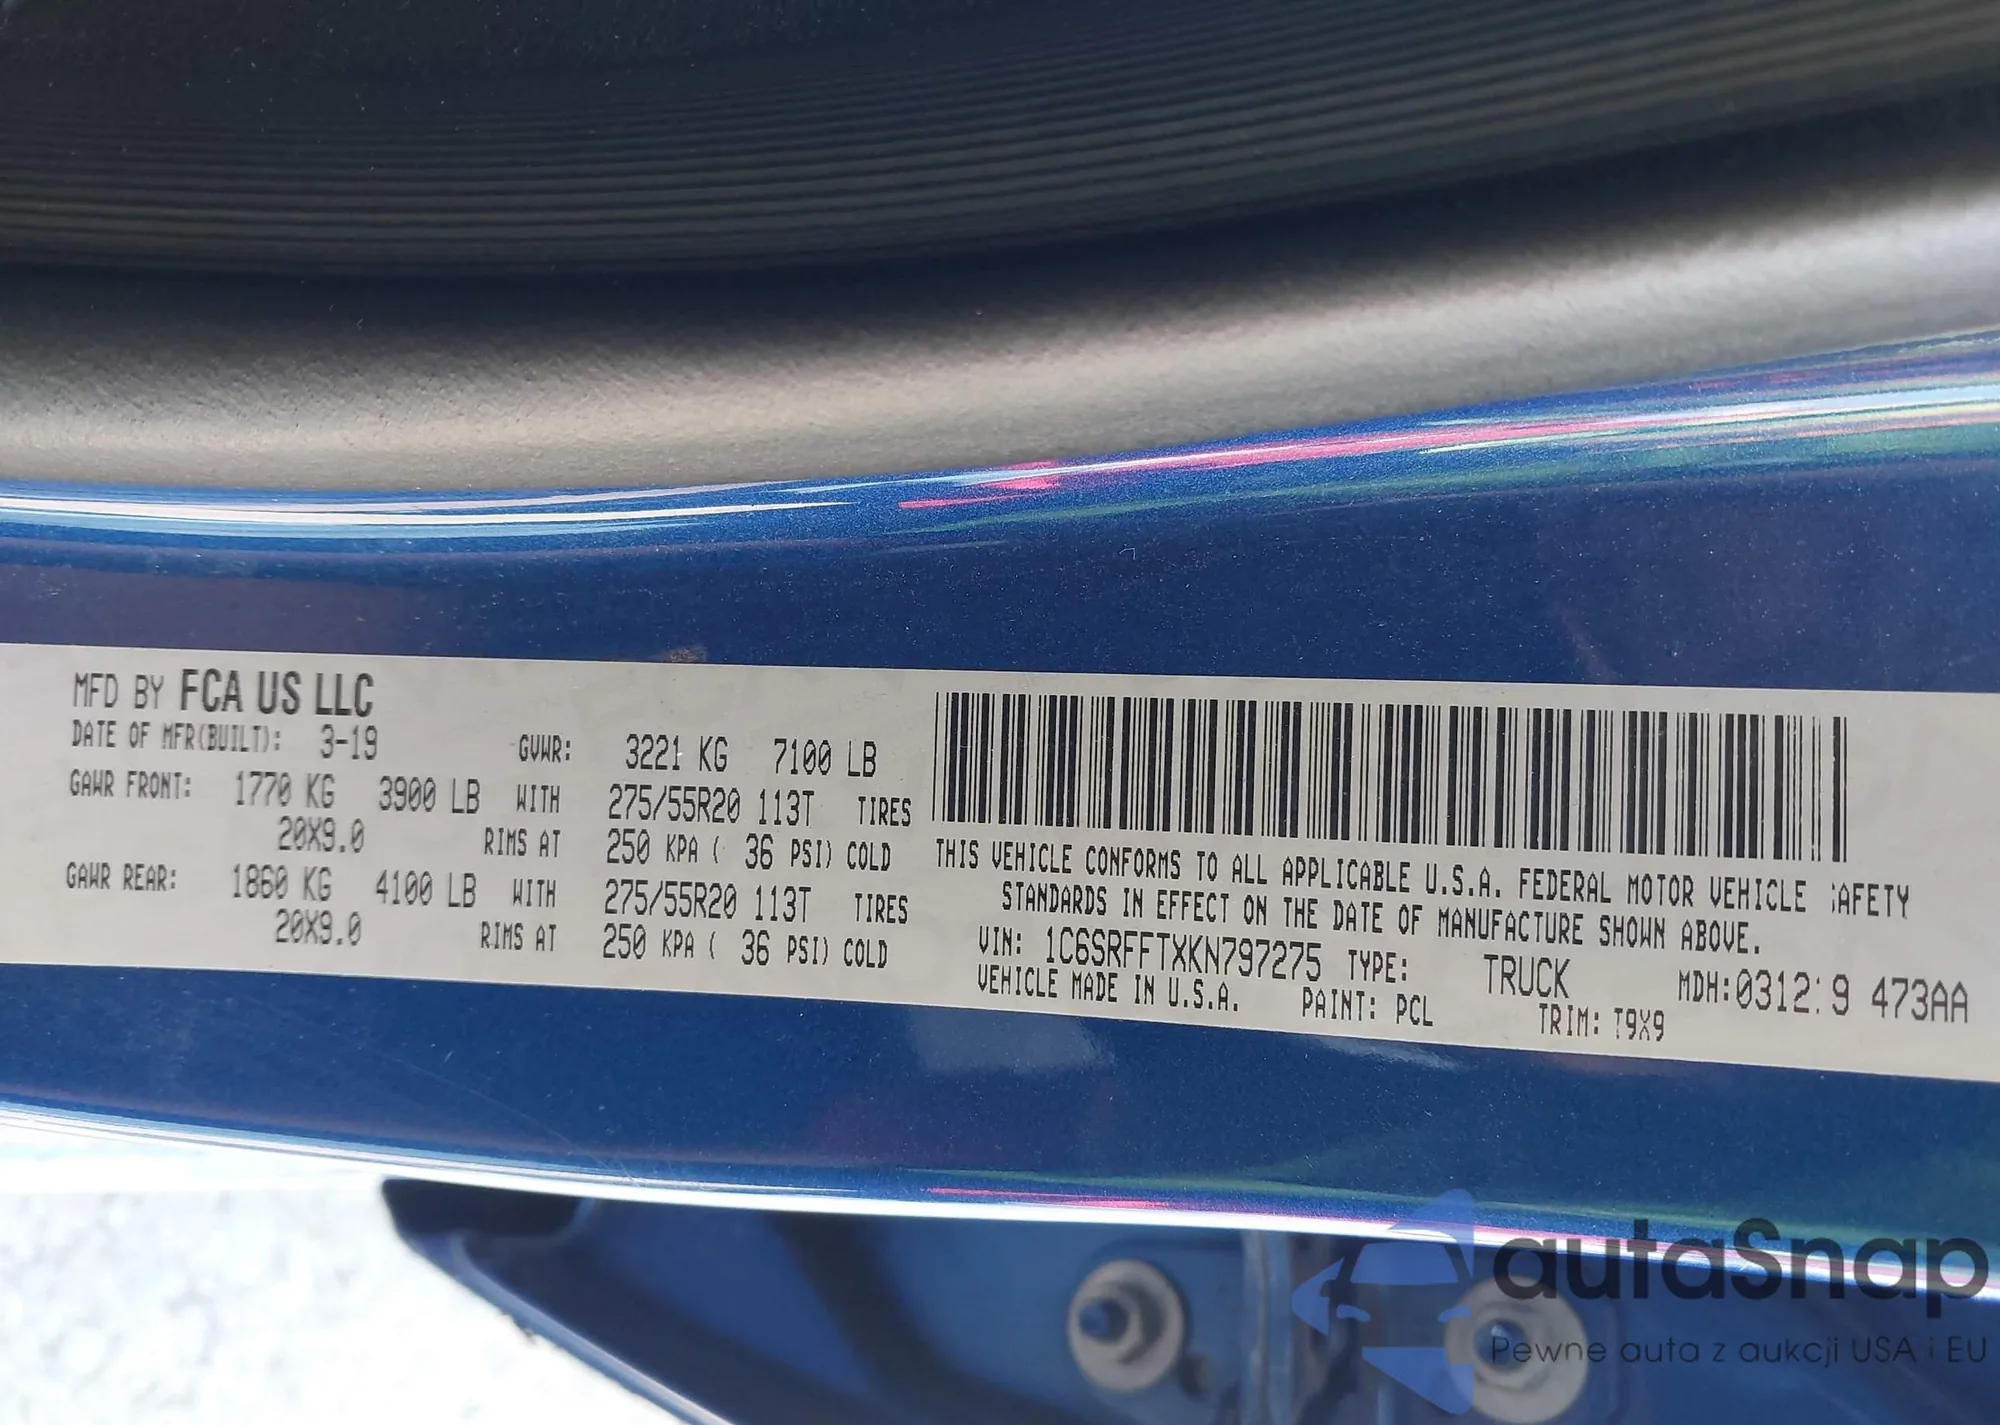 MFD BY FCA US LLC
DATE OF MFR(BUILT): 3-19 GVWR: 3221 KG 7100 LB
GAWR FRONT: 1770 KG 3900 LB WITH 275/55R20 113T TIRES
20X9.0 RIMS AT 250 KPA ( 36 PSI) COLD
GAWR REAR: 1860 KG 4100 LB WITH 275/55R20 113T TIRES
20X9.0 RIMS AT 250 KPA ( 36 PSI) COLD
THIS VEHICLE CONFORMS TO ALL APPLICABLE U.S.A. FEDERAL MOTOR VEHICLE SAFETY
STANDARDS IN EFFECT ON THE DATE OF MANUFACTURE SHOWN ABOVE.
VIN: 1C6SRFFTXKN797275 TYPE: TRUCK MDH: 473AA
VEHICLE MADE IN U.S.A. PAINT: PCL TRIM: T9X9
autaSnap
Pewne auta z aukcji USA i EU